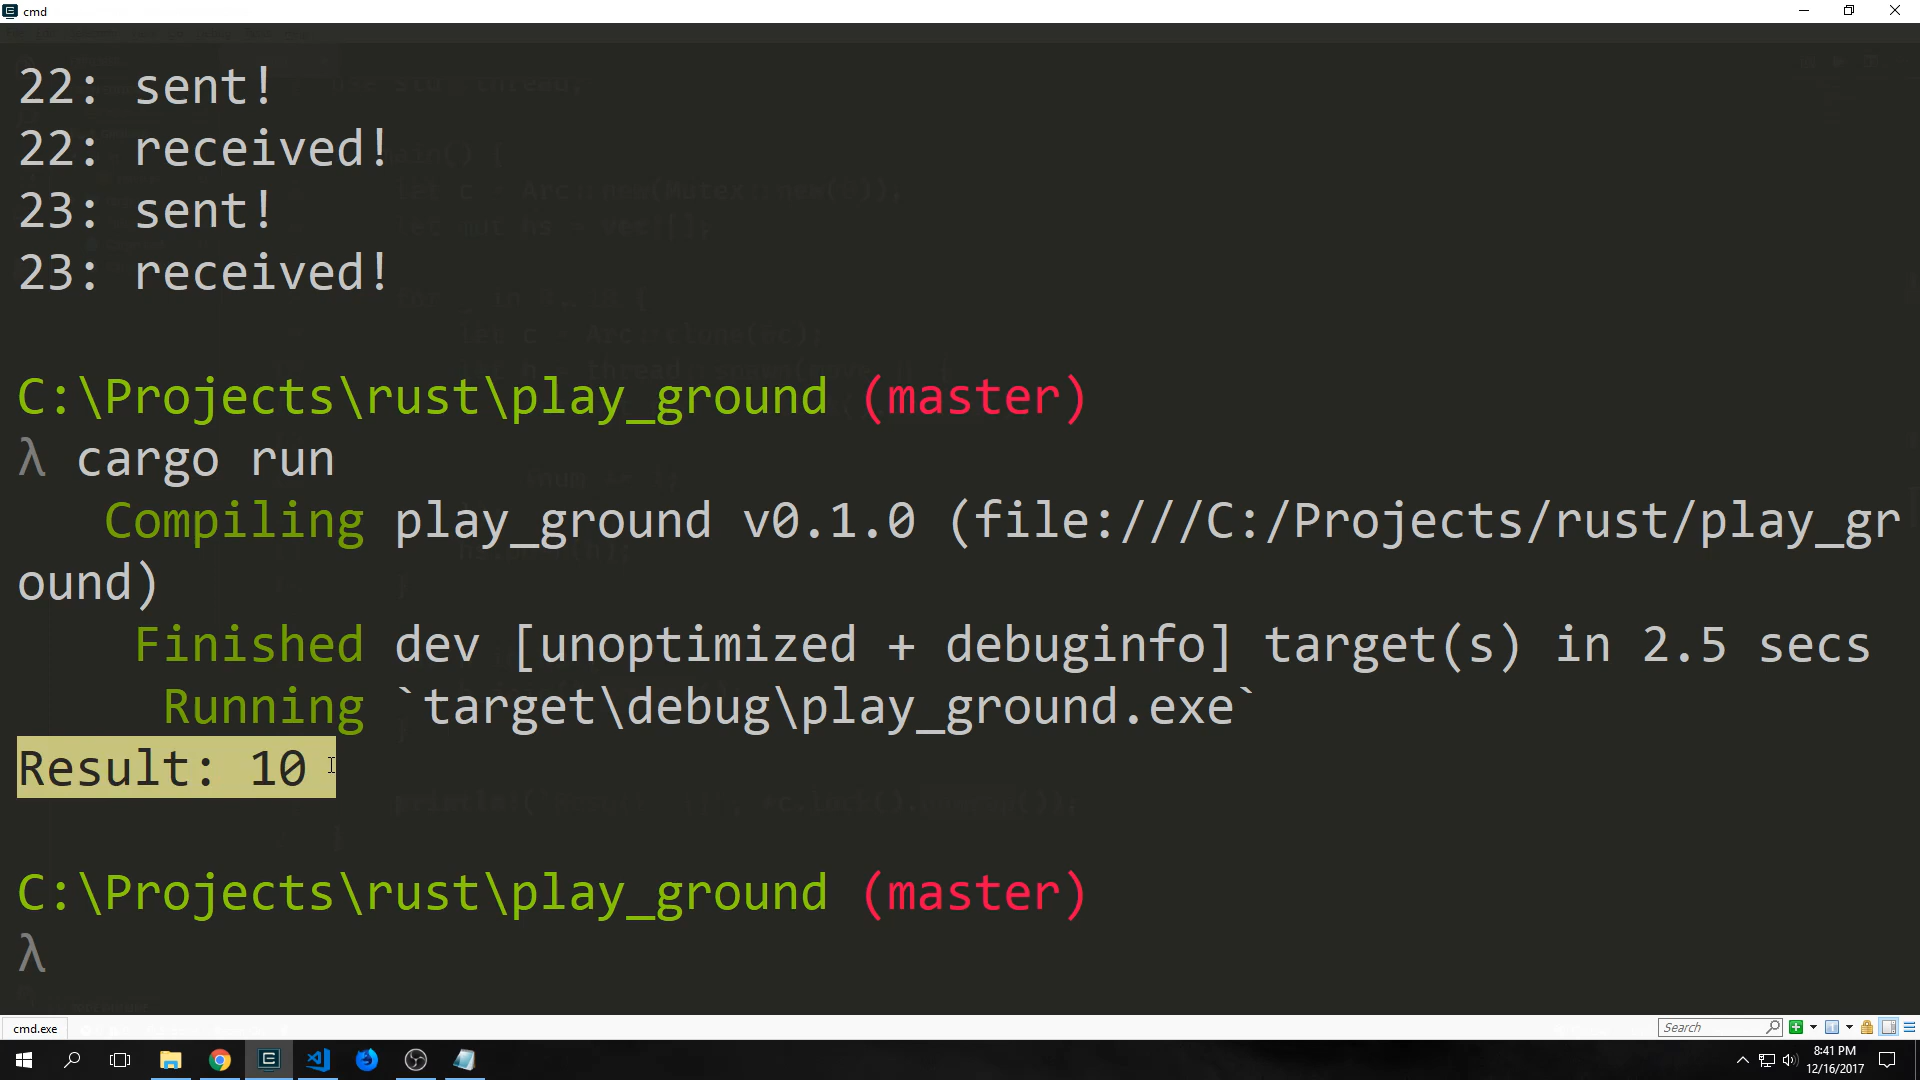 cmd
22: sent!
22: received!
23: sent!
23: received!
C:\Projects\rust\play_ground (master)
λ cargo run
Compiling play_ground v0.1.0 (file:///C:/Projects/rust/play_gr
ound)
Finished dev [unoptimized + debuginfo] target(s) in 2.5 secs
Running `target\debug\play_ground.exe`
Result: 10
C:\Projects\rust\play_ground (master)
λ
cmd.exe
Search
8:41 PM
12/16/2017